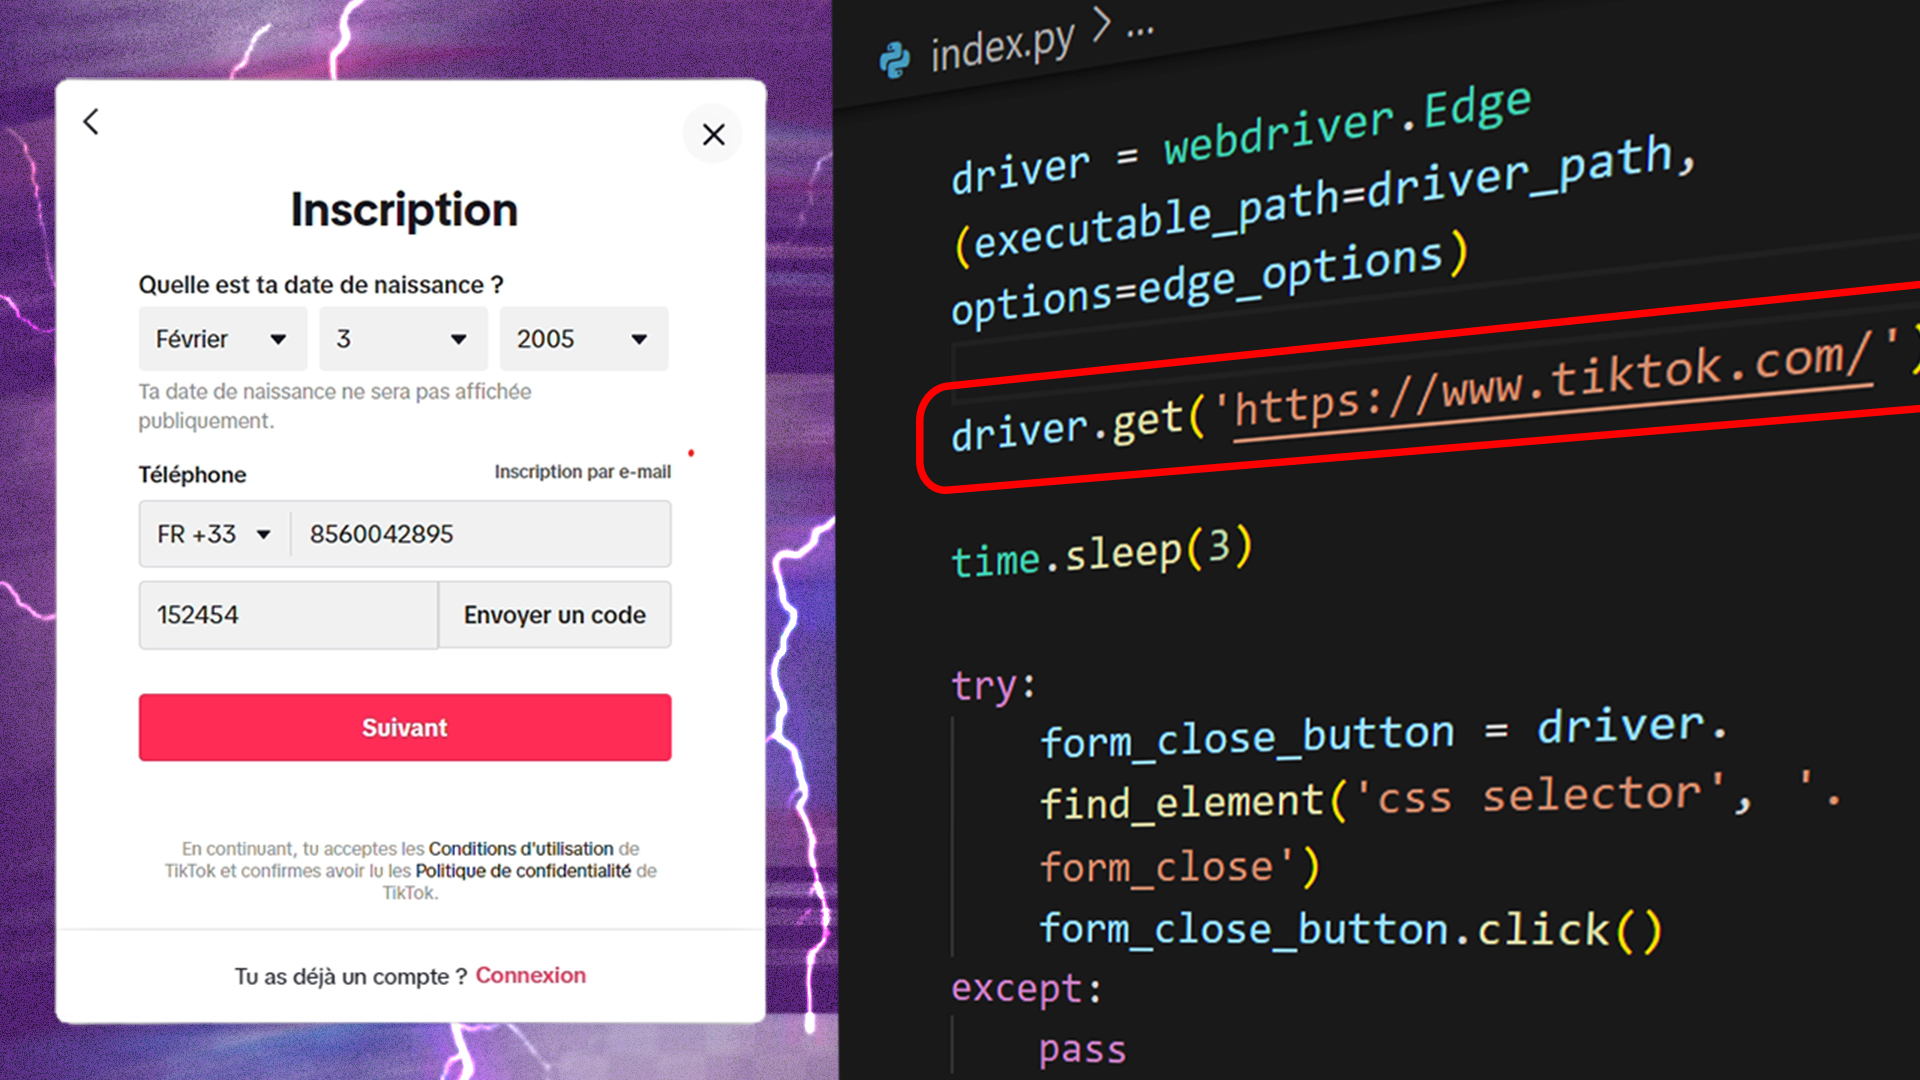 Inscription
Quelle est ta date de naissance ?
Février 3 2005
Ta date de naissance ne sera pas affichée
publiquement.
Téléphone Inscription par e-mail
FR +33 8560042895
152454 Envoyer un code
Suivant
En continuant, tu acceptes les Conditions d'utilisation de
TikTok et confirmes avoir lu les Politique de confidentialité de
TikTok.
Tu as déjà un compte ? Connexion
index.py > ...
driver = webdriver.Edge
(executable_path=driver_path,
options=edge_options)
driver.get('https://www.tiktok.com/')
time.sleep(3)
try:
form_close_button = driver.
find_element('css selector', '.
form_close')
form_close_button.click()
except:
pass